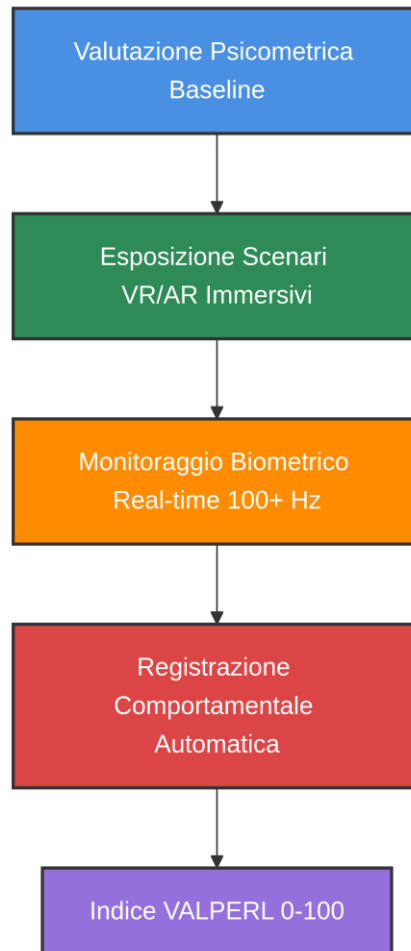 Valutazione Psicometrica
Baseline
Esposizione Scenari
VR/AR Immersivi
Monitoraggio Biometrico
Real-time 100+ Hz
Registrazione
Comportamentale
Automatica
Indice VALPERL 0-100